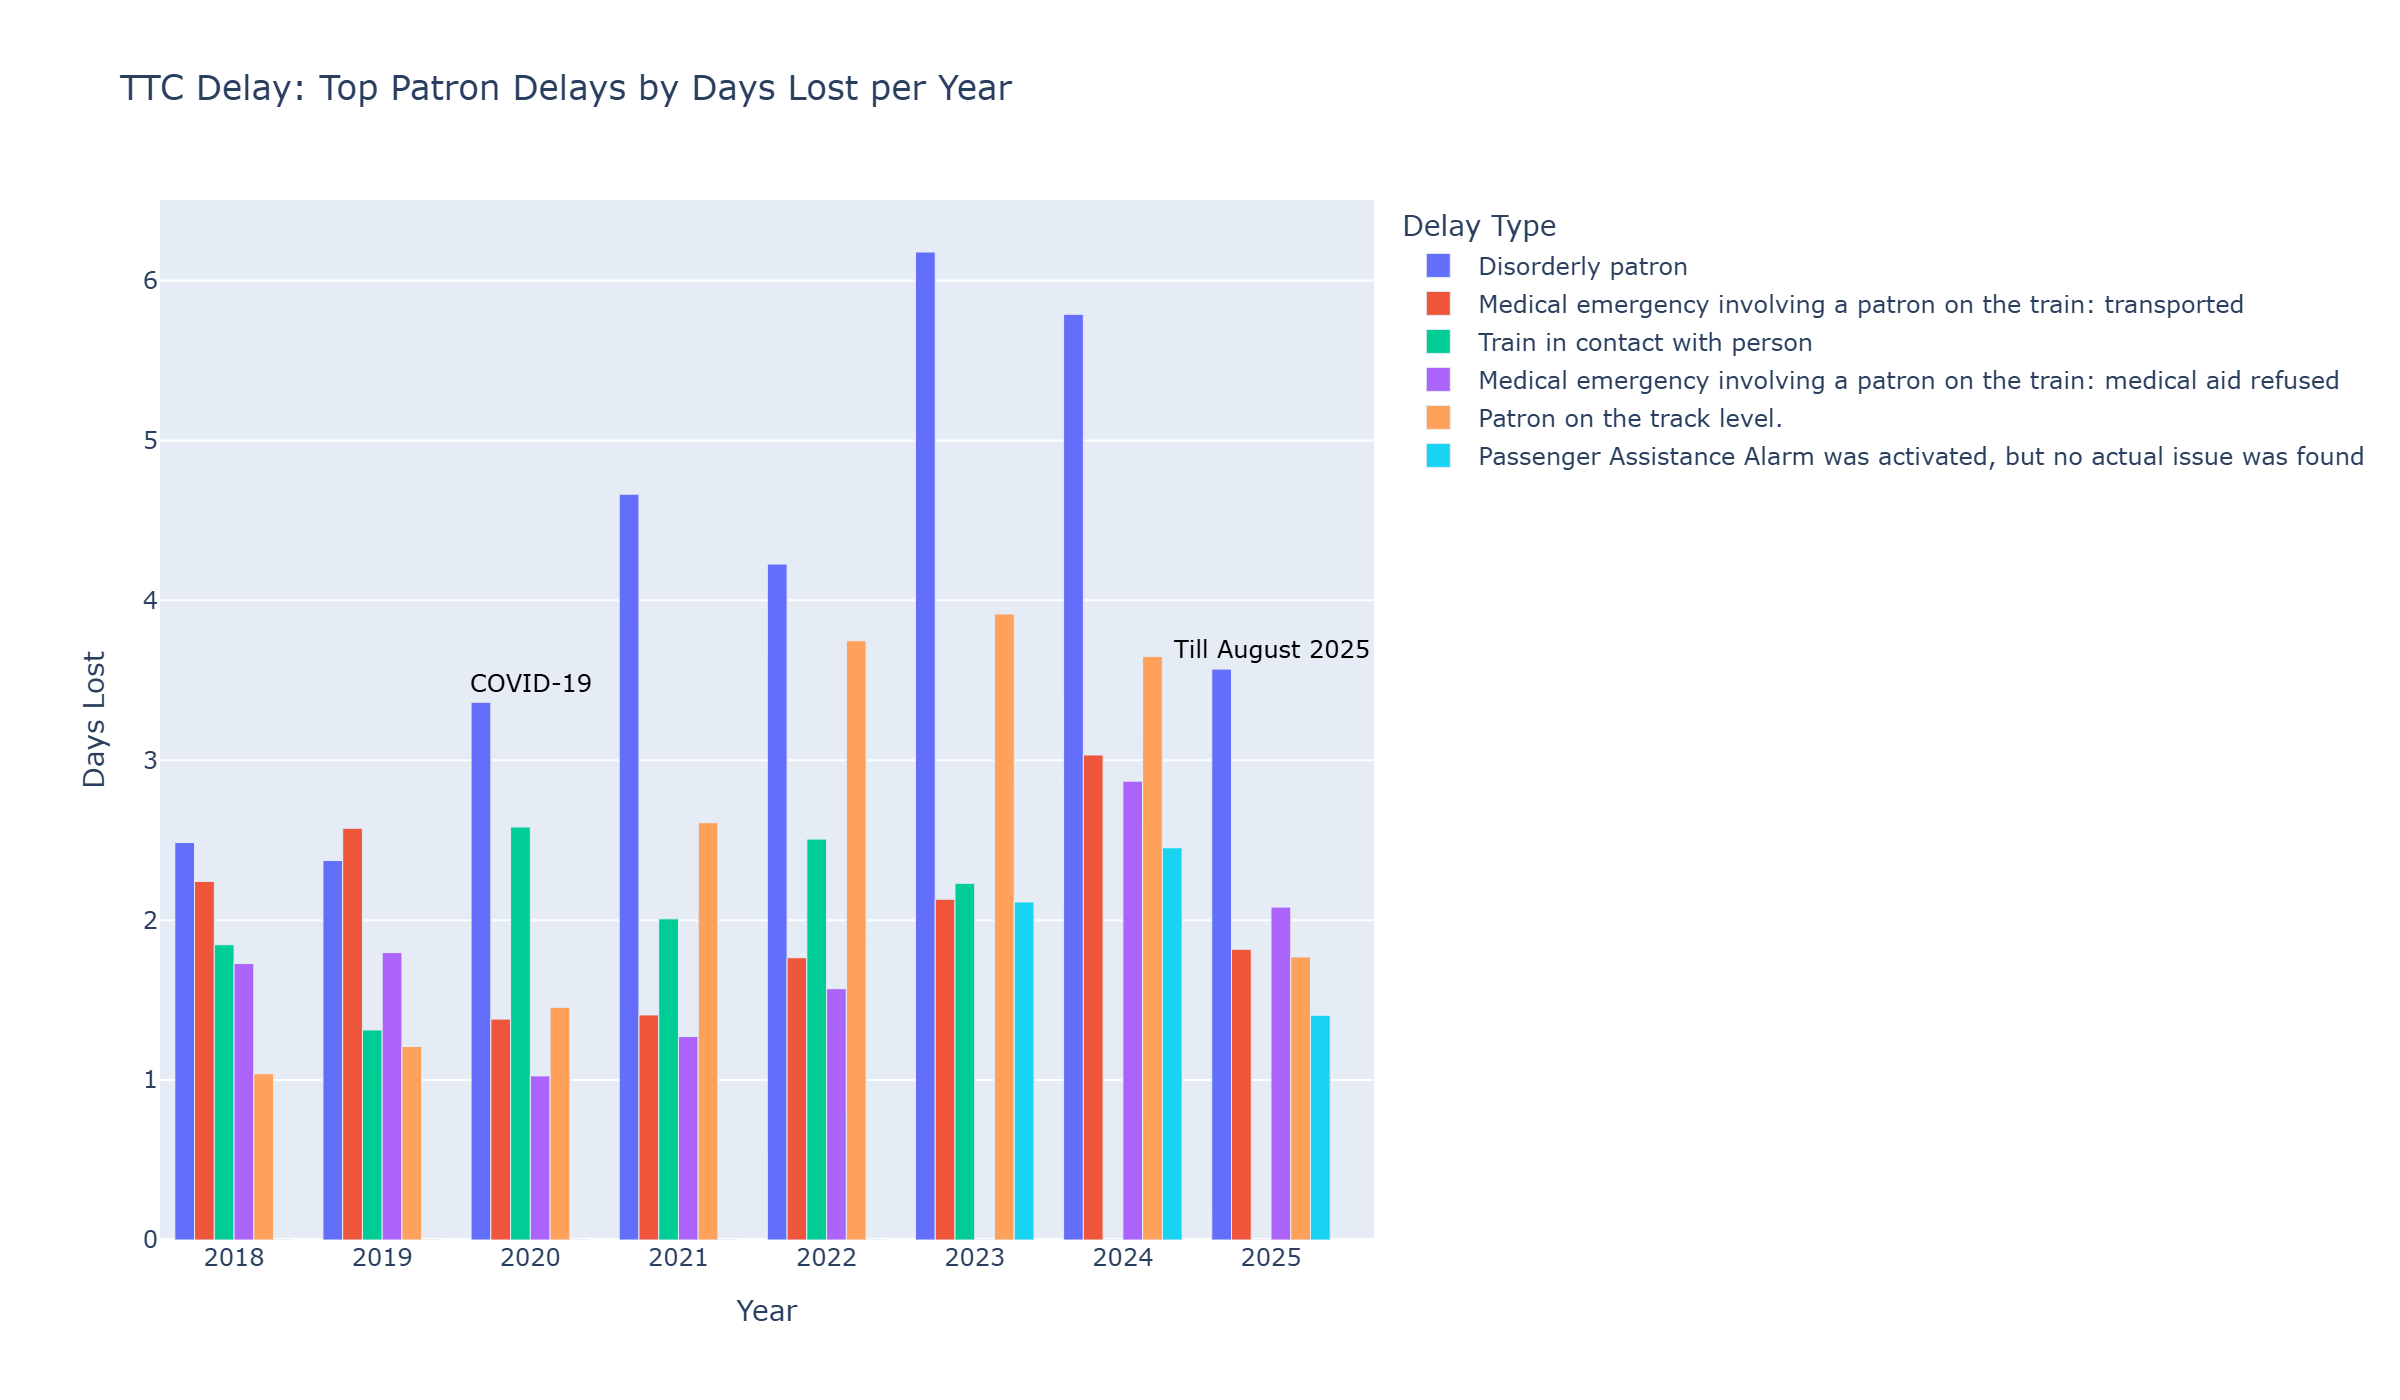 TTC Delay: Top Patron Delays by Days Lost per Year
Delay Type
Disorderly patron
Medical emergency involving a patron on the train: transported
Train in contact with person
Medical emergency involving a patron on the train: medical aid refused
Patron on the track level.
Passenger Assistance Alarm was activated, but no actual issue was found
Days Lost
6
5
4
3
2
1
0
COVID-19
Till August 2025
2018 2019 2020 2021 2022 2023 2024 2025
Year